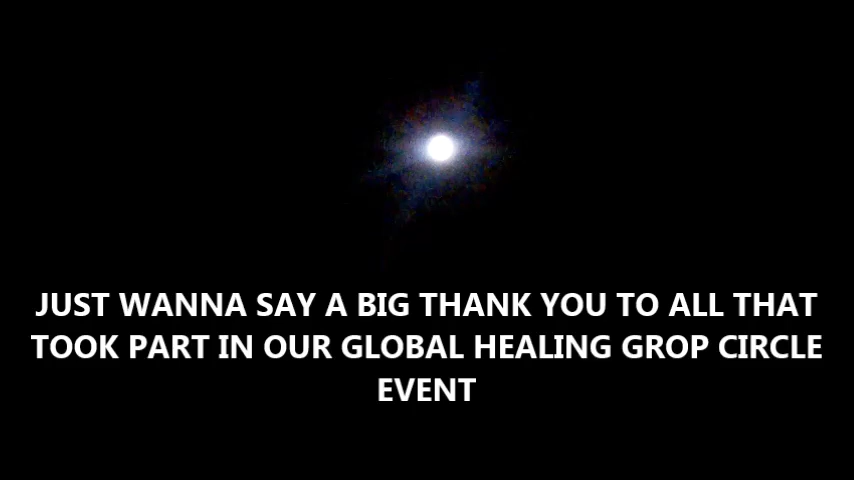 JUST WANNA SAY A BIG THANK YOU TO ALL THAT
TOOK PART IN OUR GLOBAL HEALING GROP CIRCLE
EVENT